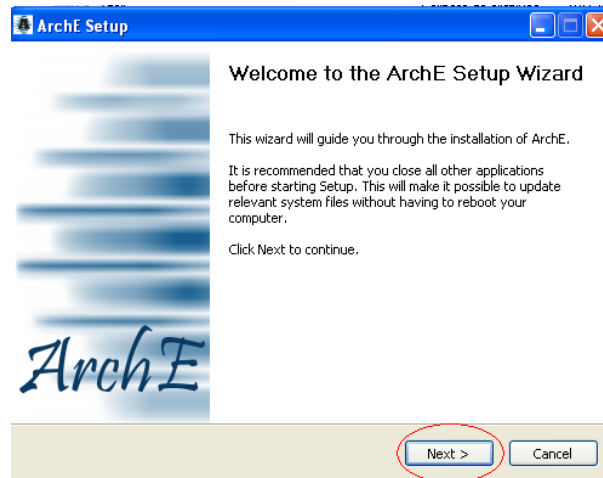 ArchE Setup
Welcome to the ArchE Setup Wizard
This wizard will guide you through the installation of ArchE.
It is recommended that you close all other applications
before starting Setup. This will make it possible to update
relevant system files without having to reboot your
computer.
Click Next to continue.
ArchE
Next >
Cancel